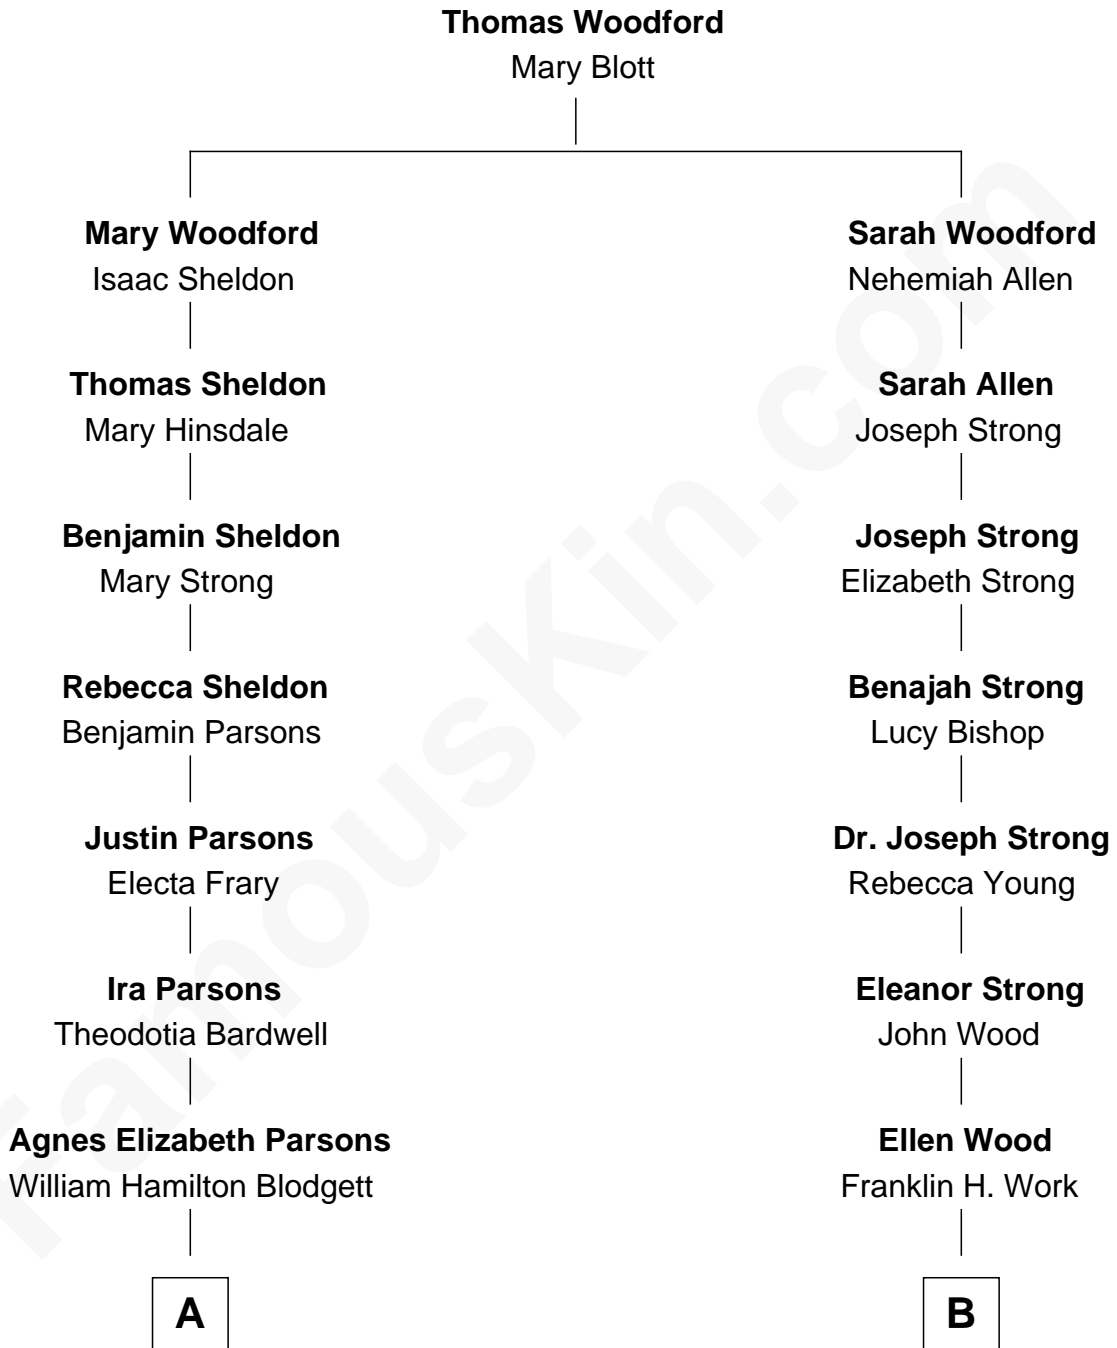 Thomas Woodford
Mary Blott
Mary Woodford
Isaac Sheldon
Sarah Woodford
Nehemiah Allen
Thomas Sheldon
Mary Hinsdale
Sarah Allen
Joseph Strong
Benjamin Sheldon
Mary Strong
Joseph Strong
Elizabeth Strong
Rebecca Sheldon
Benjamin Parsons
Benajah Strong
Lucy Bishop
Justin Parsons
Electa Frary
Dr. Joseph Strong
Rebecca Young
Ira Parsons
Theodotia Bardwell
Eleanor Strong
John Wood
Agnes Elizabeth Parsons
William Hamilton Blodgett
Ellen Wood
Franklin H. Work
A
B
FamousKin.com